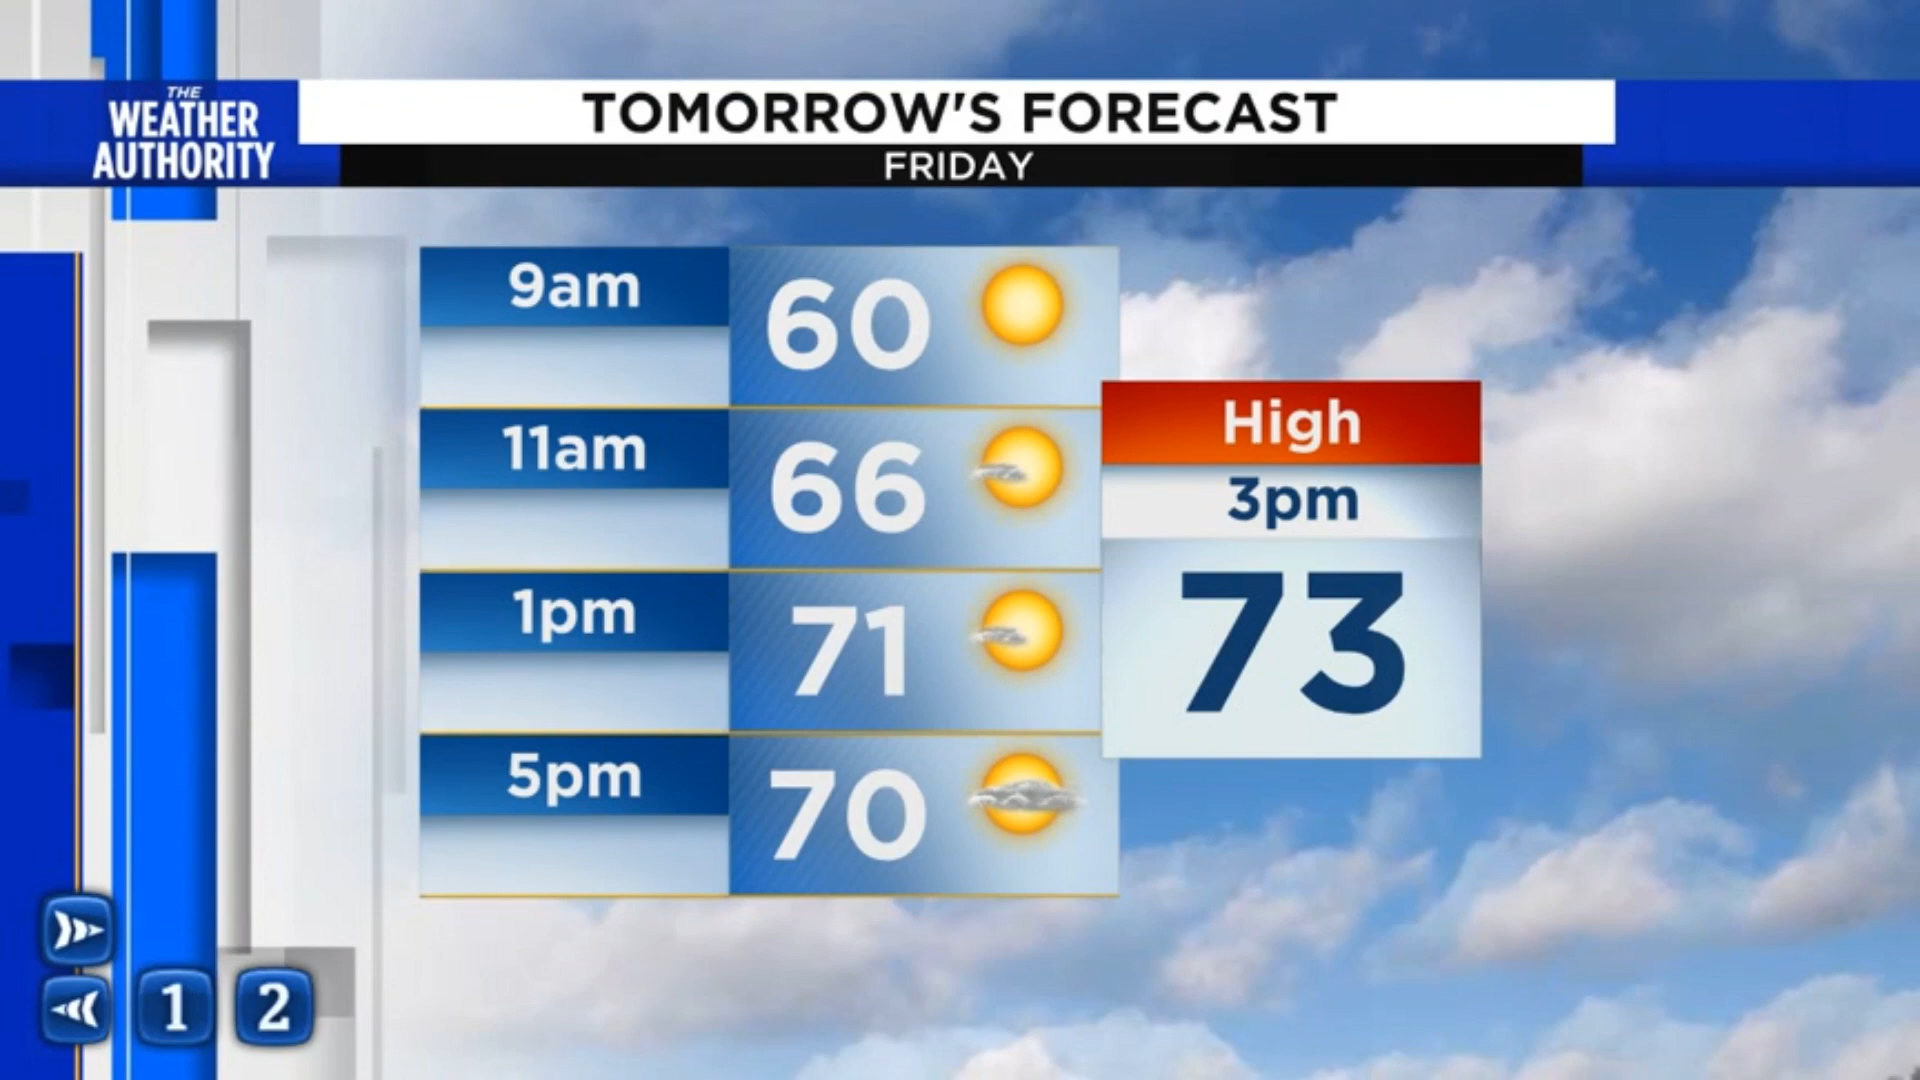 THE
WEATHER
AUTHORITY
TOMORROW'S FORECAST
FRIDAY
9am
60
11am
66
1pm
71
5pm
70
High
3pm
73
1
2